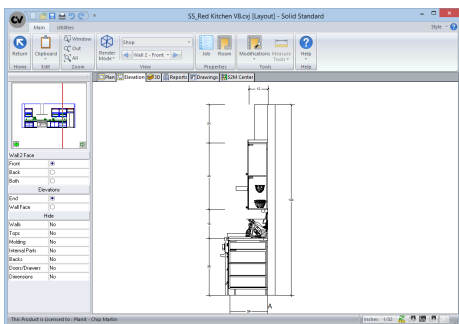 SS_Red Kitchen V8.cvj [Layout] - Solid Standard
Main Utilities Style
Return
Clipboard
Window
Out
All
Render Mode
Shop
Wall 2 - Front
Job
Room
Modifications
Measure Tools
Help
Home Edit Zoom View Properties Tools Help
Plan Elevation 3D Reports Drawings S2M Center
Wall 2 Face
Front
Back
Both
Elevations
End
Wall Face
Hide
Walls No
Tops No
Molding No
Internal Parts No
Backs No
Doors/Drawers No
Dimensions No
A
This Product is Licensed to: Planit - Chip Martin
Inches 1/32